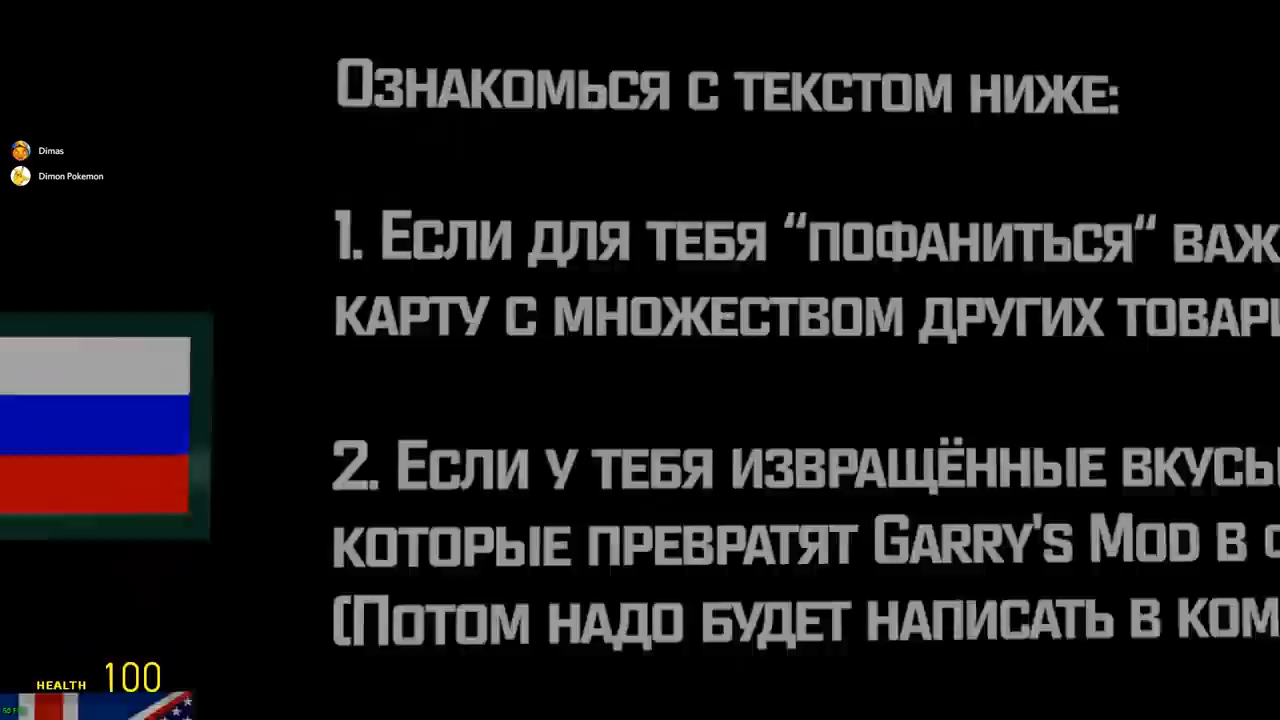 Ознакомься с текстом ниже:
Dimas
Dimon Pokemon
1. Если для тебя “пофаниться“ важ
карту с множеством других товар
2. Если у тебя извращённые вкусы
которые превратят Garry's Mod в
(Потом надо будет написать в ком
HEALTH 100